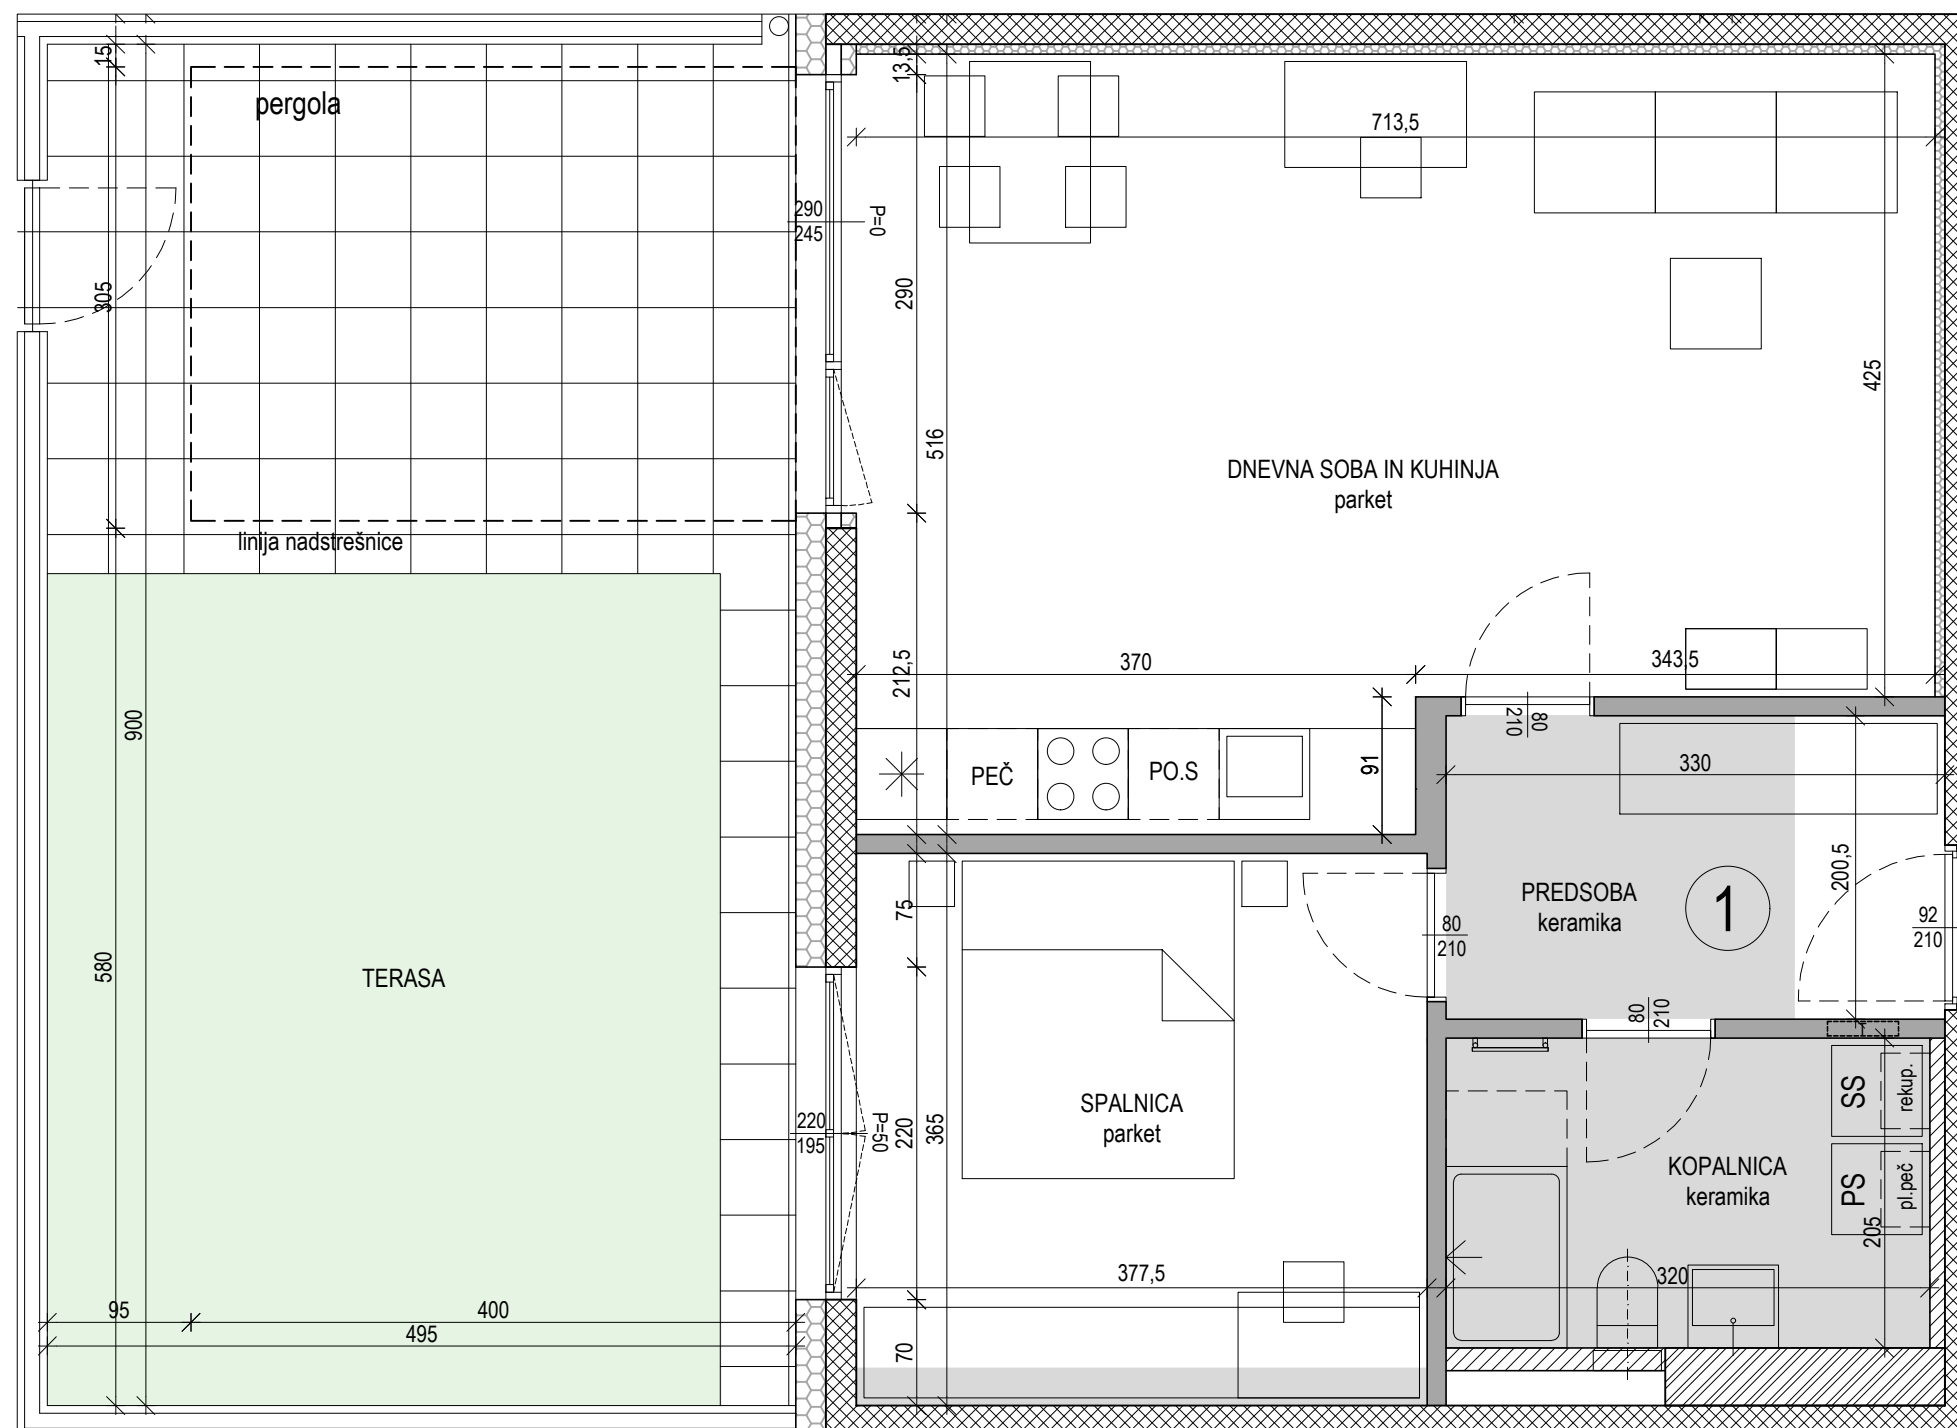 15
pergola
13,5
713,5
290
245
P=0
305
290
425
516
DNEVNA SOBA IN KUHINJA
parket
linija nadstrešnice
212,5
370
343,5
900
80
210
91
PEČ
PO.S
330
200,5
PREDSOBA
keramika
1
75
80
210
92
210
580
TERASA
80
210
SS
rekup.
SPALNICA
parket
220
195
P=50
220
365
KOPALNICA
keramika
PS
pl.peč
205
377,5
320
95
400
495
70